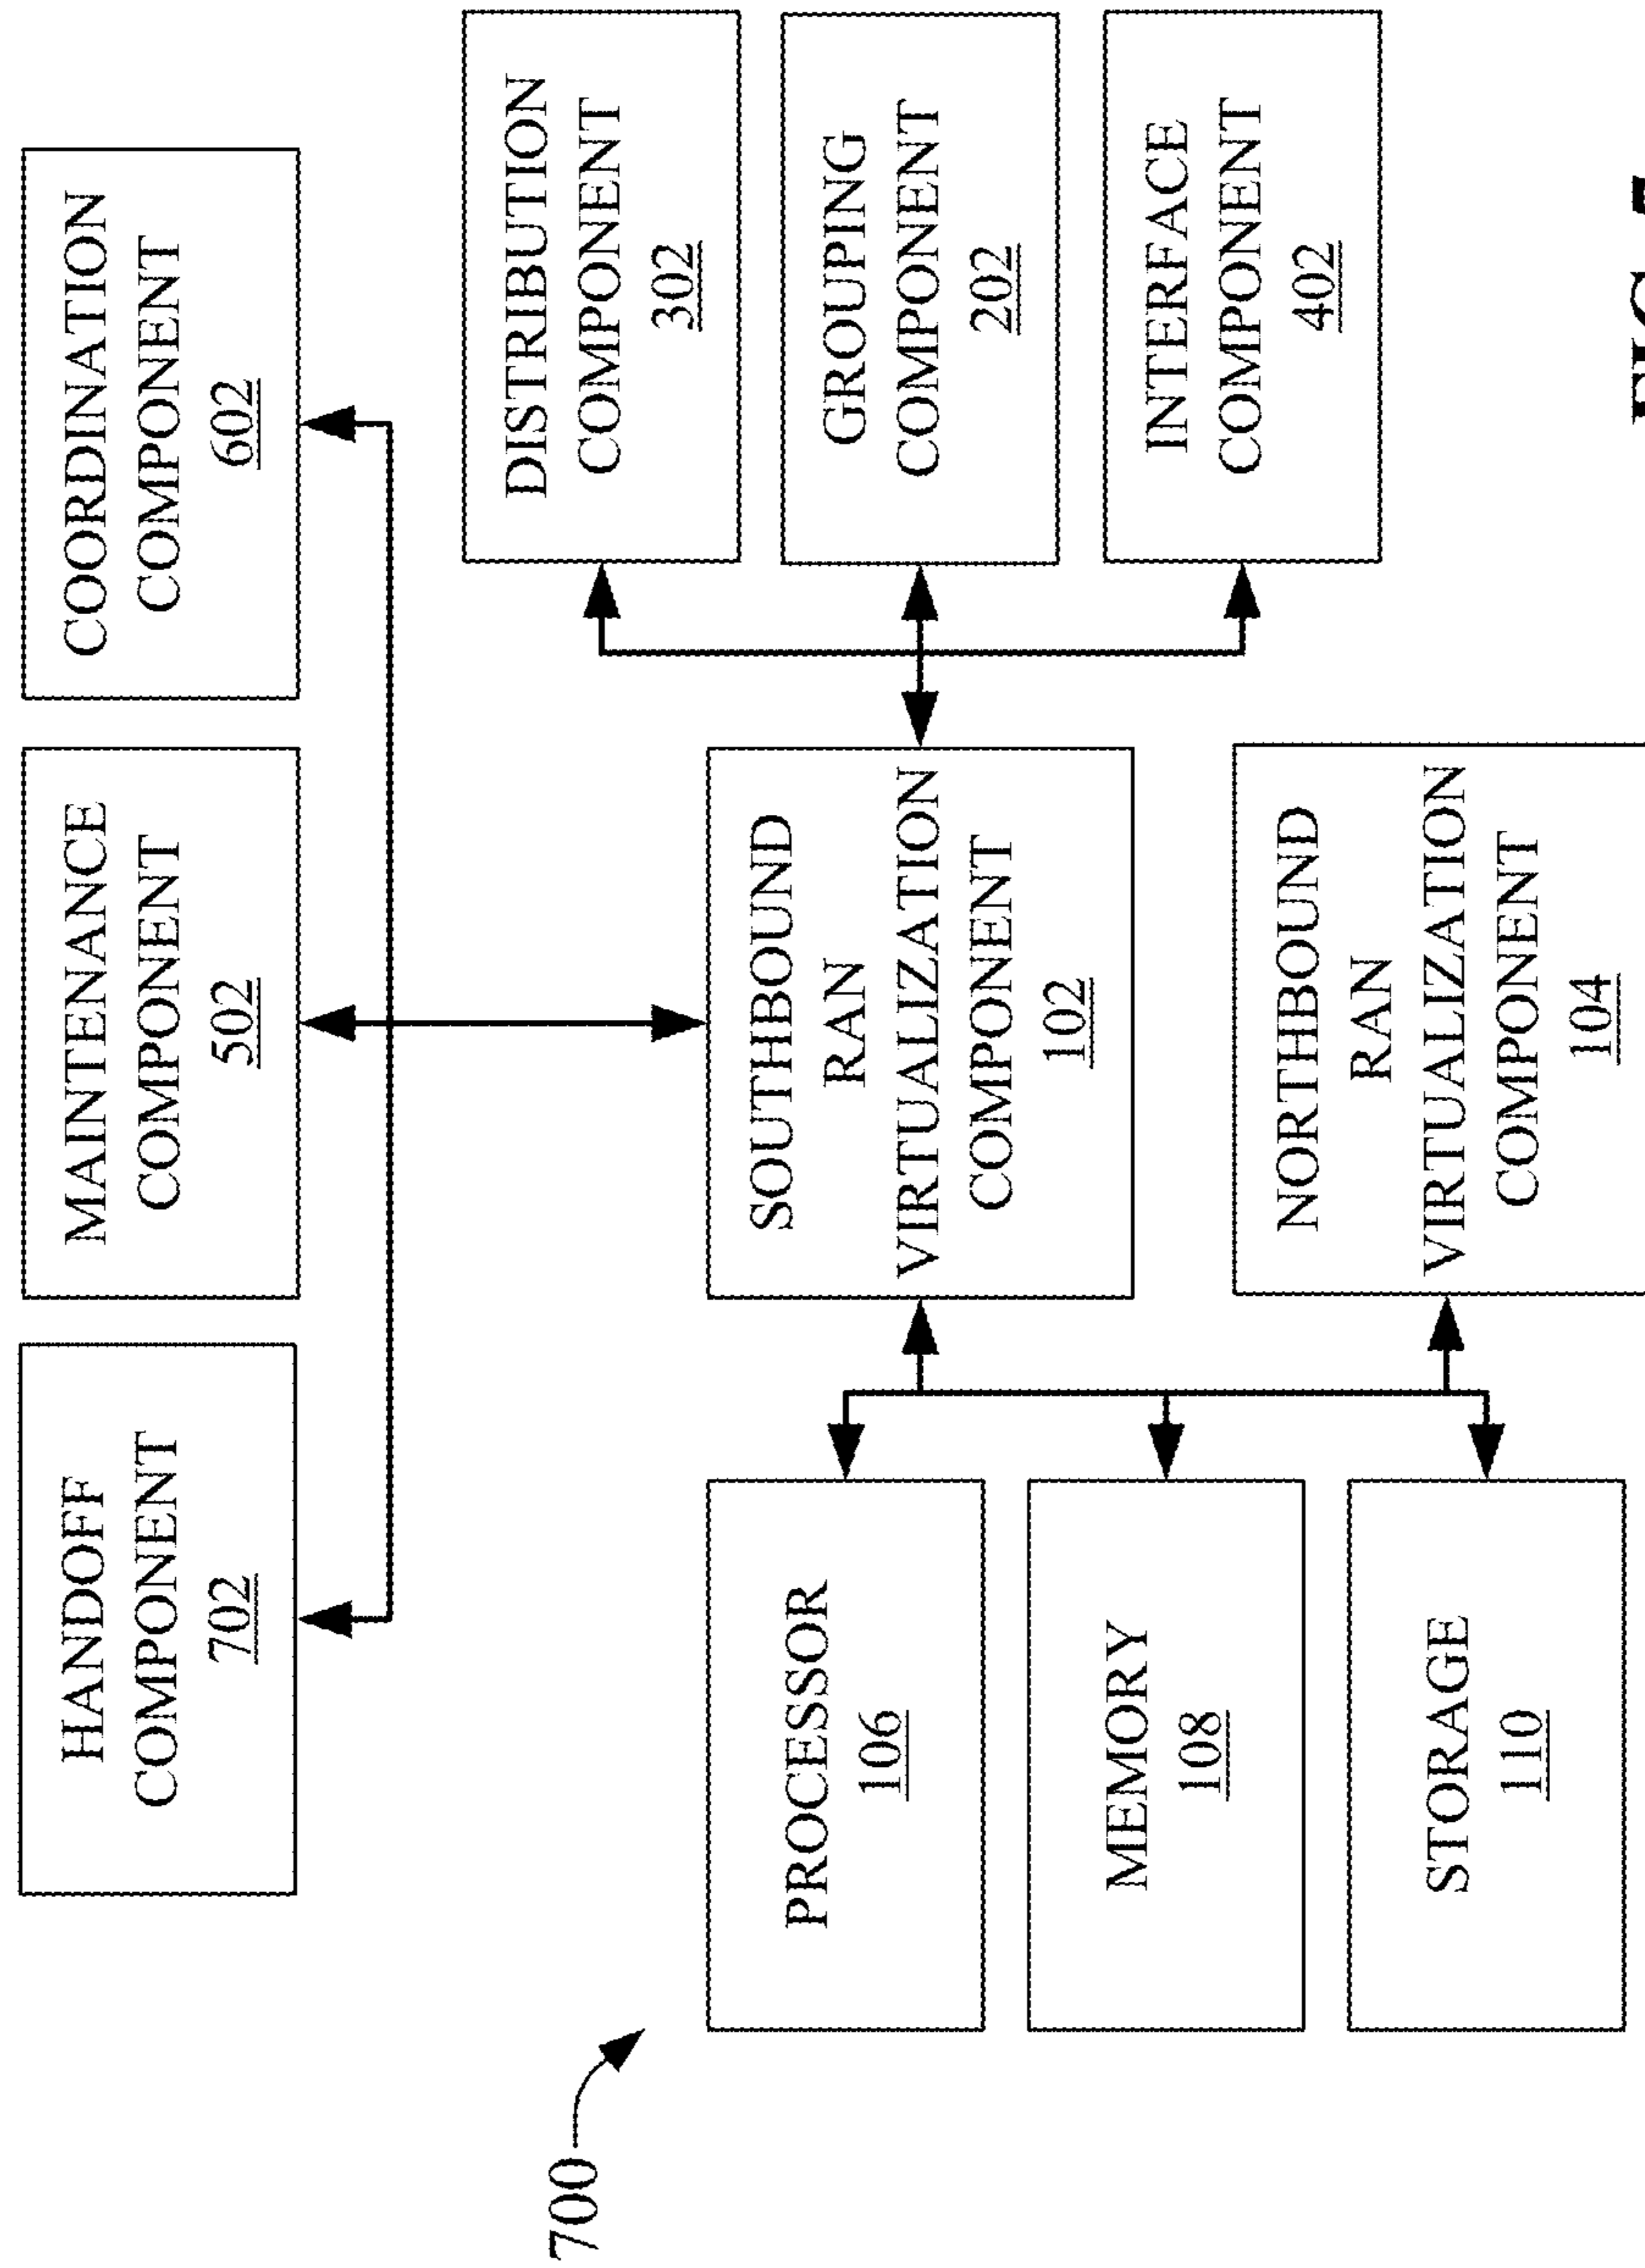 HANDOFF
COMPONENT
702
MAINTENANCE
COMPONENT
502
COORDINATION
COMPONENT
602
700
PROCESSOR
106
MEMORY
108
STORAGE
110
SOUTHBOUND
RAN
VIRTUALIZATION
COMPONENT
102
NORTHBOUND
RAN
VIRTUALIZATION
COMPONENT
104
DISTRIBUTION
COMPONENT
302
GROUPING
COMPONENT
202
INTERFACE
COMPONENT
402